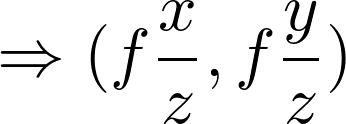 ⇒ (f x/z, f y/z)